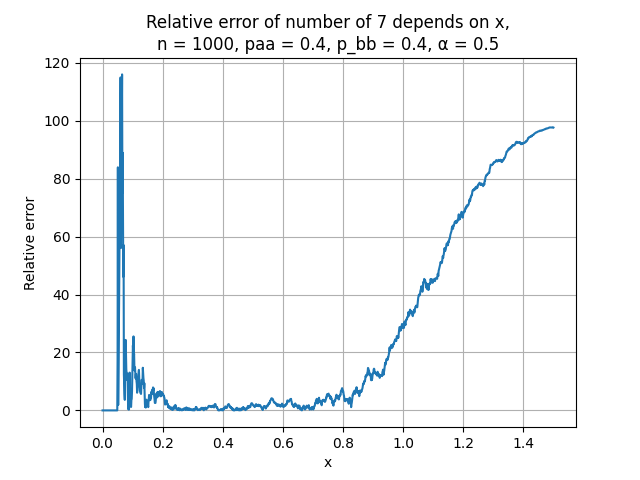 Relative error of number of 7 depends on x,
n = 1000, paa = 0.4, p_bb = 0.4, α = 0.5
120
100
80
60
40
20
0
Relative error
0.0 0.2 0.4 0.6 0.8 1.0 1.2 1.4
x